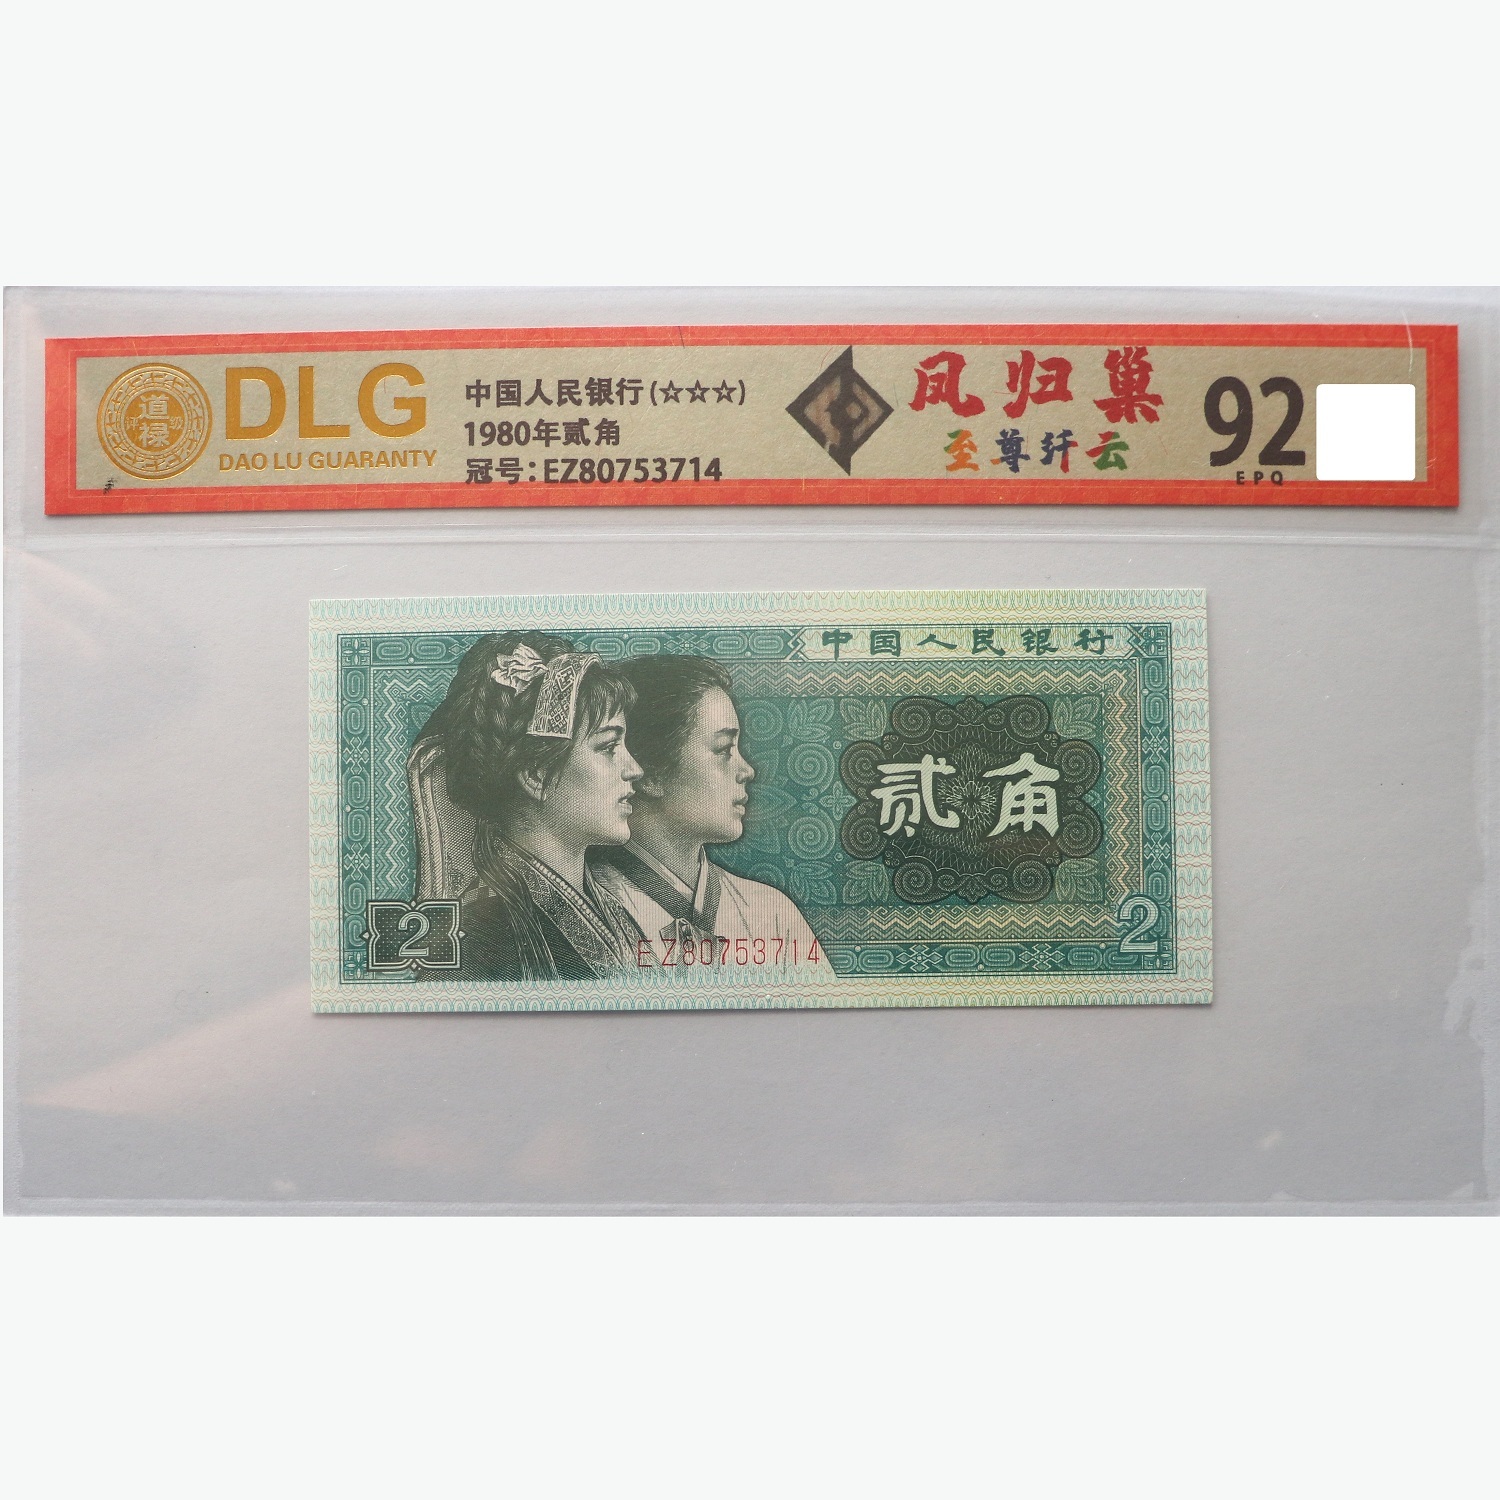 道
评 级
禄
DLG
DAO LU GUARANTY
中国人民银行(☆☆☆)
1980年贰角
冠号：EZ80753714
凤归巢
至尊纤云
92
EPQ
中国人民银行
贰角
2
2
EZ80753714